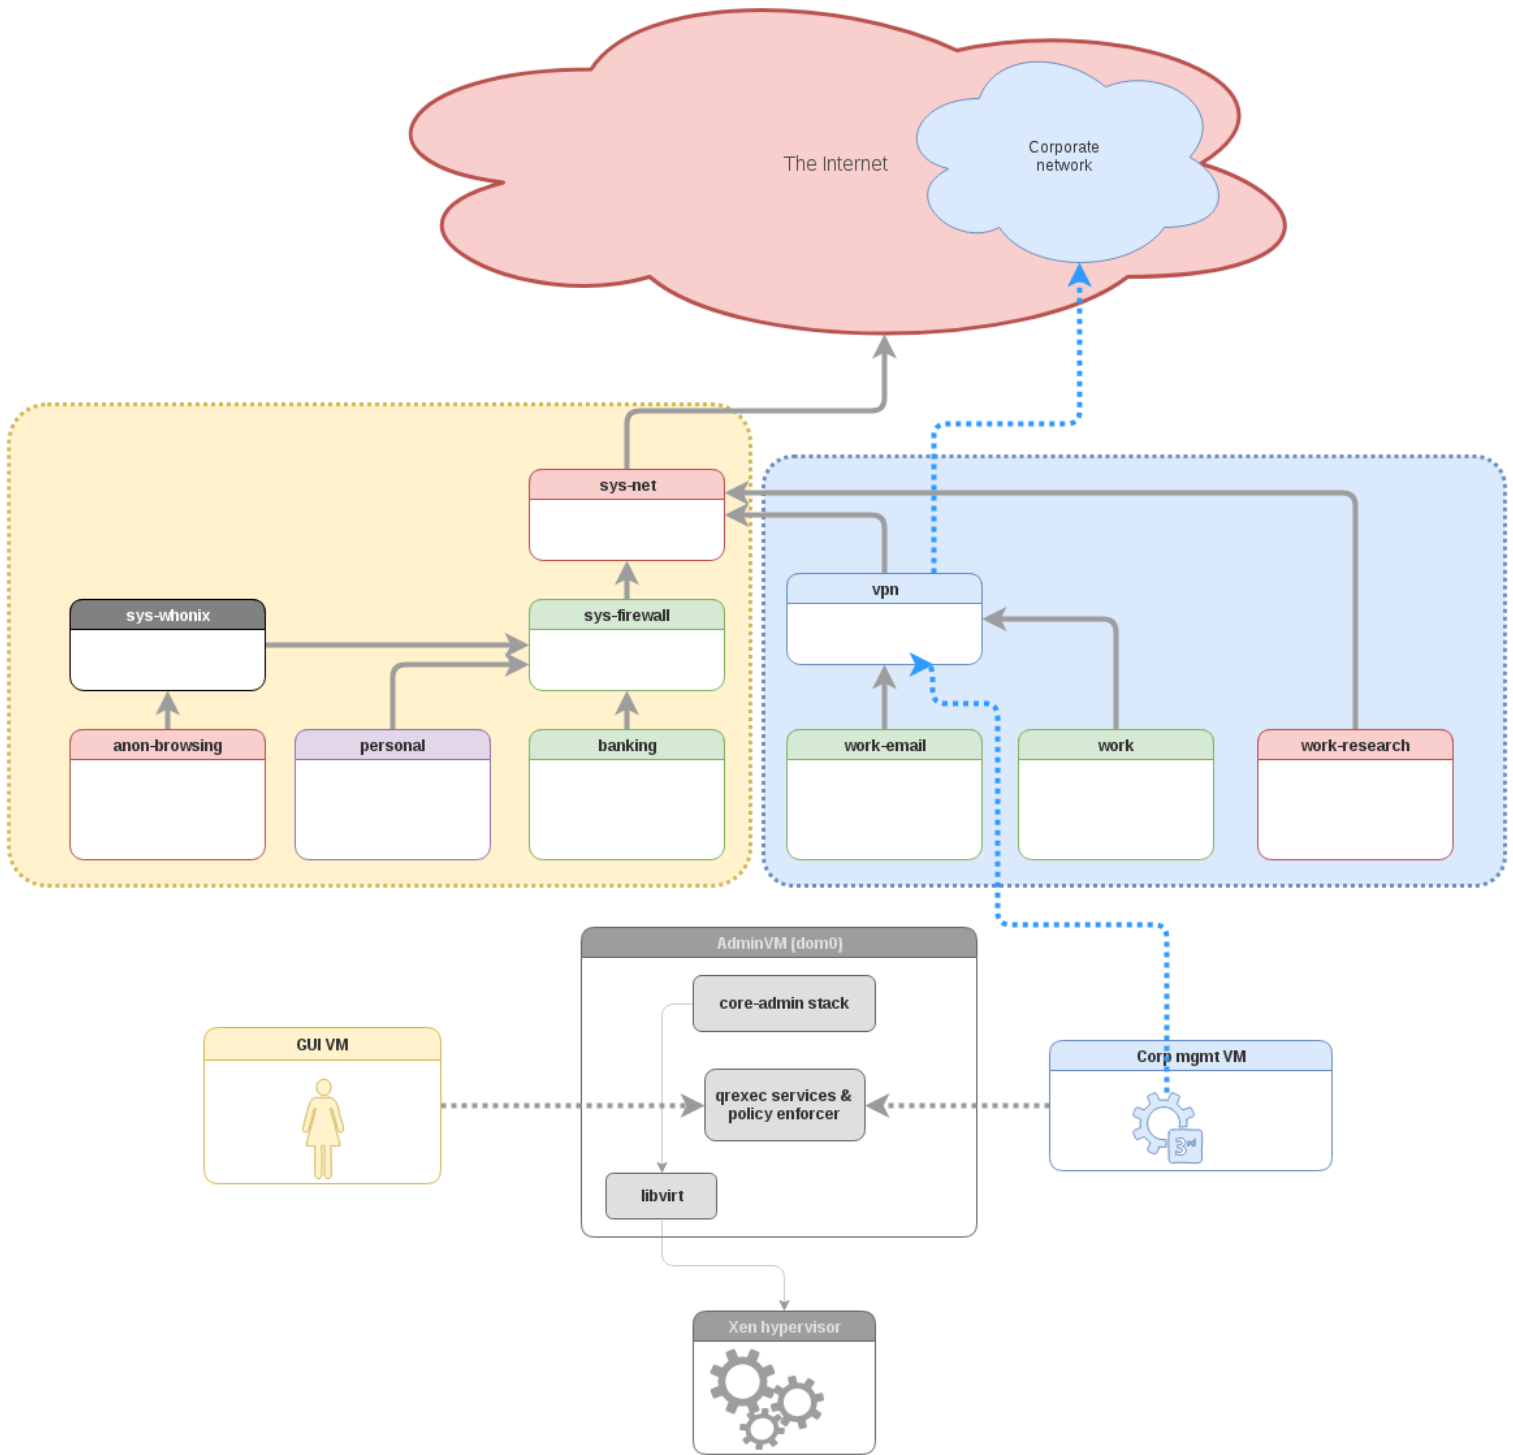 The Internet
Corporate
network
sys-net
vpn
sys-whonix
sys-firewall
anon-browsing
personal
banking
work-email
work
work-research
AdminVM (dom0)
core-admin stack
GUI VM
Corp mgmt VM
qrexec services &
policy enforcer
3rd
libvirt
Xen hypervisor